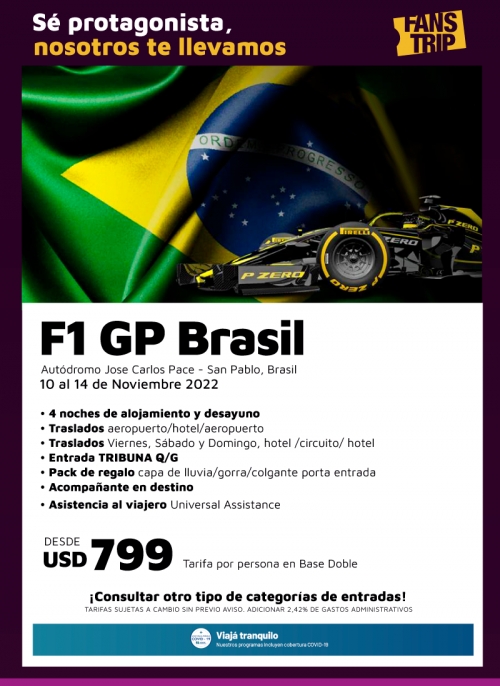 Sé protagonista,
nosotros te llevamos
FANS
TRIP
ORDEM E PROGRESSO
PIRELLI
P ZERO
P ZERO
ZERO
P ZERO
F1 GP Brasil
Autódromo Jose Carlos Pace - San Pablo, Brasil
10 al 14 de Noviembre 2022
• 4 noches de alojamiento y desayuno
• Traslados aeropuerto/hotel/aeropuerto
• Traslados Viernes, Sábado y Domingo, hotel /circuito/ hotel
• Entrada TRIBUNA Q/G
• Pack de regalo capa de lluvia/gorra/colgante porta entrada
• Acompañante en destino
• Asistencia al viajero Universal Assistance
DESDE
USD 799 Tarifa por persona en Base Doble
¡Consultar otro tipo de categorías de entradas!
TARIFAS SUJETAS A CAMBIO SIN PREVIO AVISO. ADICIONAR 2,42% DE GASTOS ADMINISTRATIVOS
COVID - 19
Viajá tranquilo
Nuestros programas incluyen cobertura COVID-19